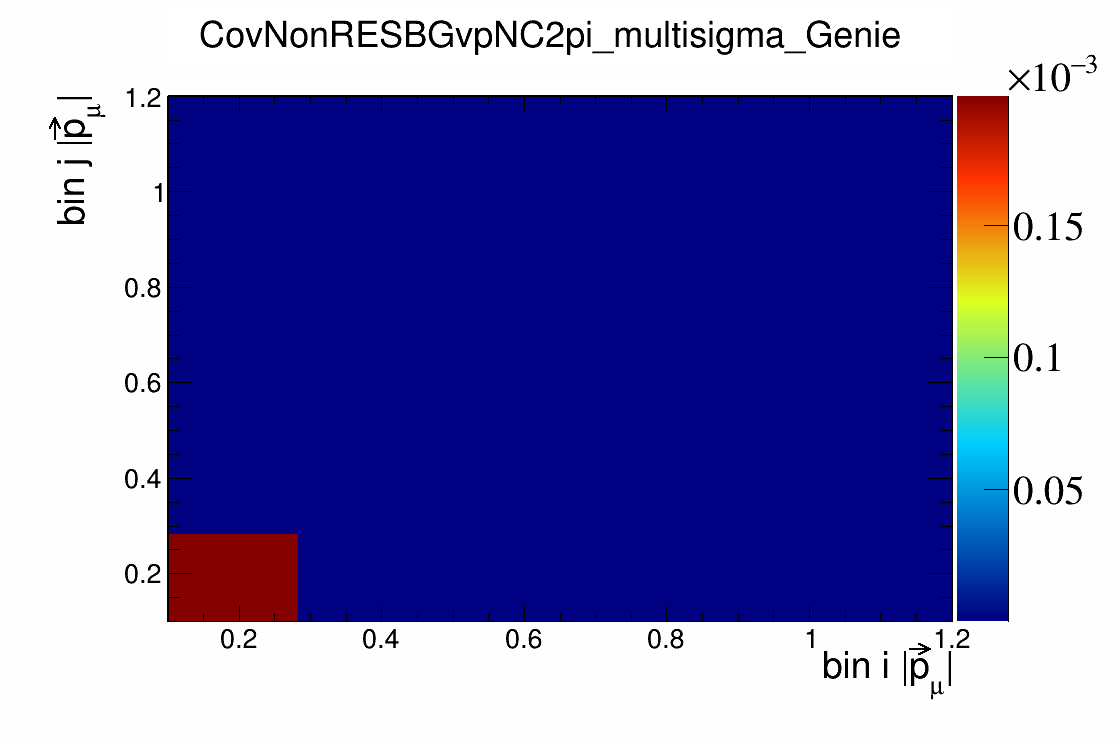 CovNonRESBGvpNC2pi_multisigma_Genie
×10⁻³
bin j |p⃗μ|
1.2
1
0.8
0.6
0.4
0.2
0.15
0.1
0.05
0.2 0.4 0.6 0.8 1 1.2
bin i |p⃗μ|